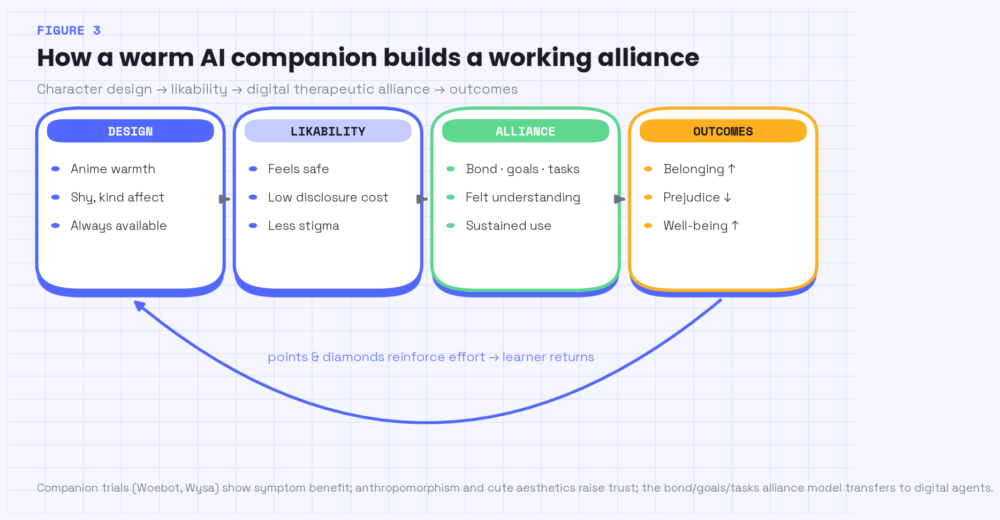 FIGURE 3
How a warm AI companion builds a working alliance
Character design → likability → digital therapeutic alliance → outcomes
DESIGN
Anime warmth
Shy, kind affect
Always available
LIKABILITY
Feels safe
Low disclosure cost
Less stigma
ALLIANCE
Bond · goals · tasks
Felt understanding
Sustained use
OUTCOMES
Belonging ↑
Prejudice ↓
Well-being ↑
points & diamonds reinforce effort → learner returns
Companion trials (Woebot, Wysa) show symptom benefit; anthropomorphism and cute aesthetics raise trust; the bond/goals/tasks alliance model transfers to digital agents.